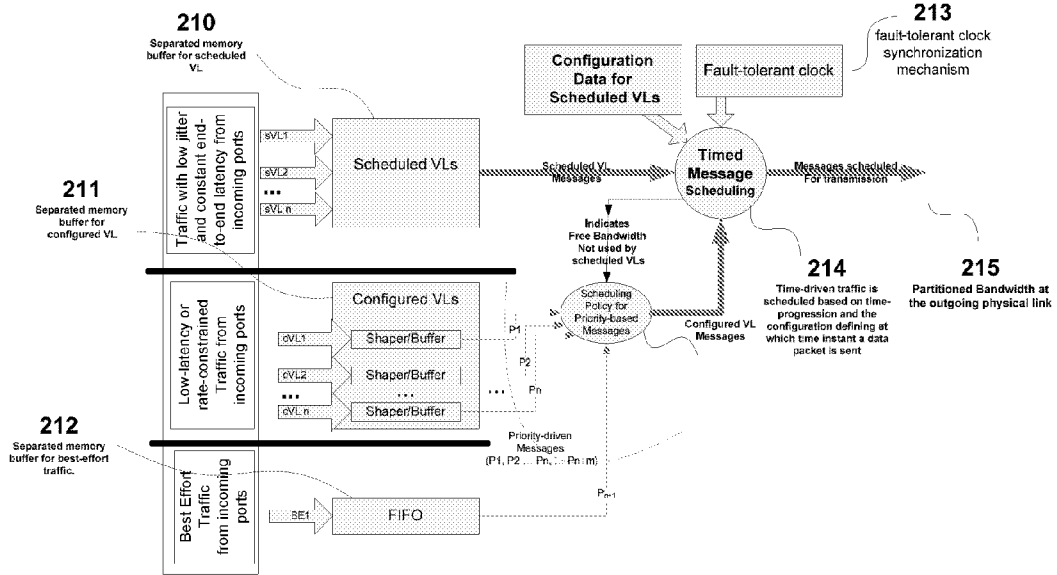 210
Separated memory
buffer for scheduled
VL
213
fault-tolerant clock
synchronization
mechanism
Configuration
Data for
Scheduled VLs
Fault-tolerant clock
Traffic with low jitter
and constant end-
to-end latency from
incoming ports
sVL1
sVL2
...
sVL n
Scheduled VLs
Scheduled VL
Messages
Timed
Message
Scheduling
Messages scheduled
For transmission
211
Separated memory
buffer for
configured VL
Indicates
Free Bandwidth
Not used by
scheduled VLs
214
Time-driven traffic is
scheduled based on time-
progression and the
configuration defining at
which time instant a data
packet is sent
215
Partitioned Bandwidth at
the outgoing physical link
Low-latency or
rate-constrained
Traffic from
incoming ports
Configured VLs
cVL1
Shaper/Buffer
cVL2
Shaper/Buffer
...
...
cVL n
Shaper/Buffer
...
P1
P2
Pn
Scheduling
Policy for
Priority-based
Messages
Configured VL
Messages
212
Separated memory
buffer for best-effort
traffic.
Priority-driven
Messages
(P1, P2 ... Pn,
Best Effort
Traffic
from incoming
ports
FIFO
Pn+1